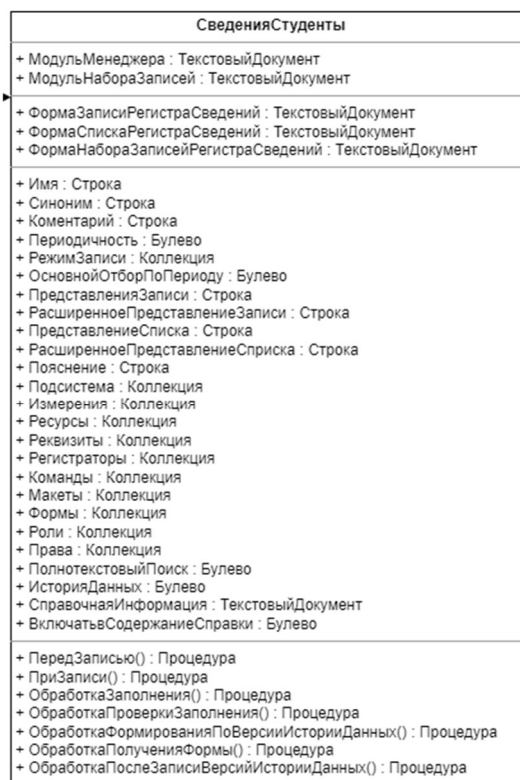 СведенияСтуденты
+ МодульМенеджера : ТекстовыйДокумент
+ МодульНабораЗаписей : ТекстовыйДокумент
+ ФормаЗаписиРегистраСведений : ТекстовыйДокумент
+ ФормаСпискаРегистраСведений : ТекстовыйДокумент
+ ФормаНабораЗаписейРегистраСведений : ТекстовыйДокумент
+ Имя : Строка
+ Синоним : Строка
+ Коментарий : Строка
+ Периодичность : Булево
+ РежимЗаписи : Коллекция
+ ОсновнойОтборПоПериоду : Булево
+ ПредставленияЗаписи : Строка
+ РасширенноеПредставлениеЗаписи : Строка
+ ПредставлениеСписка : Строка
+ РасширенноеПредставлениеСприска : Строка
+ Пояснение : Строка
+ Подсистема : Коллекция
+ Измерения : Коллекция
+ Ресурсы : Коллекция
+ Реквизиты : Коллекция
+ Регистраторы : Коллекция
+ Команды : Коллекция
+ Макеты : Коллекция
+ Формы : Коллекция
+ Роли : Коллекция
+ Права : Коллекция
+ ПолнотекстовыйПоиск : Булево
+ ИсторияДанных : Булево
+ СправочнаяИнформация : ТекстовыйДокумент
+ ВключатьвСодержаниеСправки : Булево
+ ПередЗаписью() : Процедура
+ ПриЗаписи() : Процедура
+ ОбработкаЗаполнения() : Процедура
+ ОбработкаПроверкиЗаполнения() : Процедура
+ ОбработкаФормированияПоВерсииИсторииДанных() : Процедура
+ ОбработкаПолученияФормы() : Процедура
+ ОбработкаПослеЗаписиВерсийИсторииДанных() : Процедура